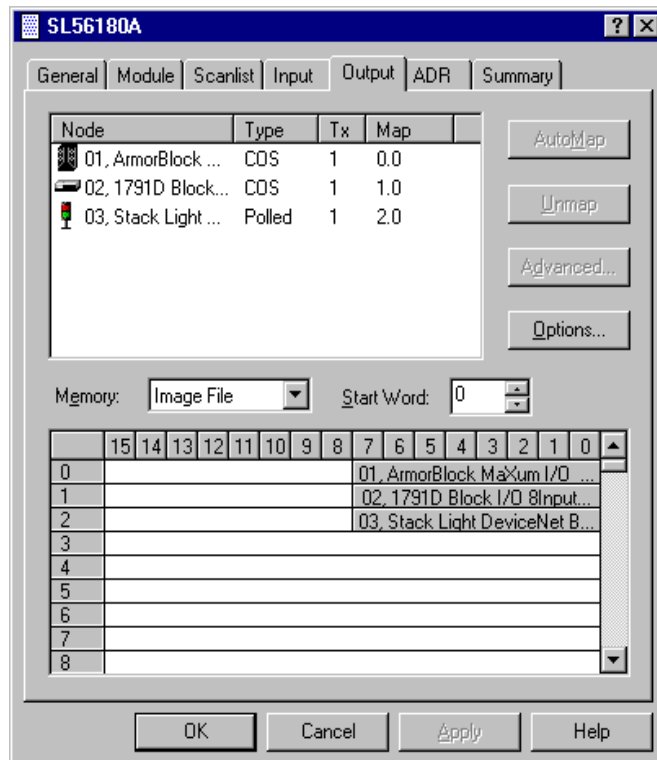 SL56180A
General Module Scanlist Input Output ADR Summary
Node Type Tx Map
01, ArmorBlock ... COS 1 0.0
02, 1791D Block... COS 1 1.0
03, Stack Light ... Polled 1 2.0
AutoMap
Unmap
Advanced...
Options...
Memory: Image File Start Word: 0
15 14 13 12 11 10 9 8 7 6 5 4 3 2 1 0
0 01, ArmorBlock MaXum I/O ...
1 02, 1791D Block I/O 8Input...
2 03, Stack Light DeviceNet B...
3
4
5
6
7
8
OK Cancel Apply Help